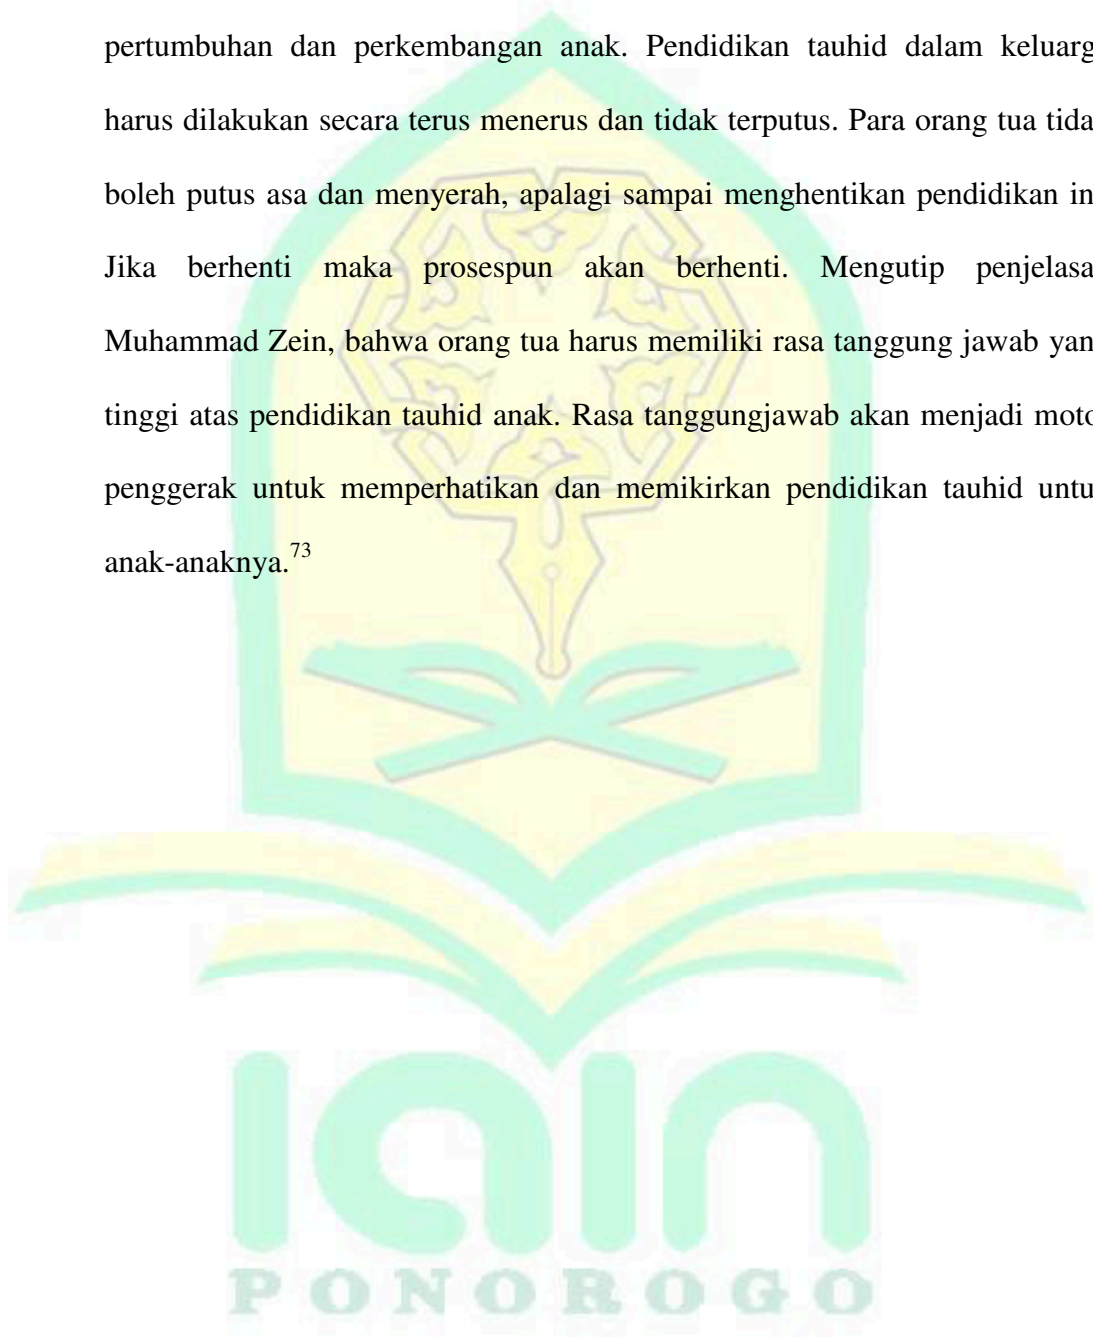 pertumbuhan dan perkembangan anak. Pendidikan tauhid dalam keluarg
harus dilakukan secara terus menerus dan tidak terputus. Para orang tua tida
boleh putus asa dan menyerah, apalagi sampai menghentikan pendidikan in
Jika berhenti maka prosespun akan berhenti. Mengutip penjelasa
Muhammad Zein, bahwa orang tua harus memiliki rasa tanggung jawab yan
tinggi atas pendidikan tauhid anak. Rasa tanggungjawab akan menjadi moto
penggerak untuk memperhatikan dan memikirkan pendidikan tauhid untu
anak-anaknya.73
iain
PONOROGO